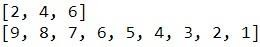 [2, 4, 6]
[9, 8, 7, 6, 5, 4, 3, 2, 1]